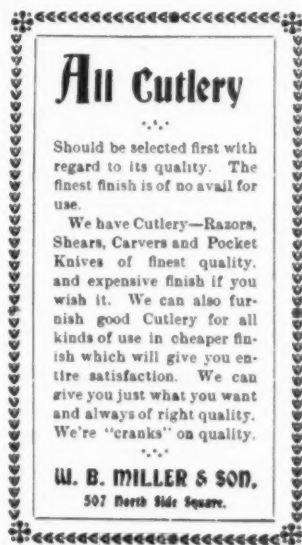 All Cutlery
Should be selected first with
regard to its quality. The
finest finish is of no avail for
use.
We have Cutlery—Razors,
Shears, Carvers and Pocket
Knives of finest quality,
and expensive finish if you
wish it. We can also fur-
nish good Cutlery for all
kinds of use in cheaper fin-
ish which will give you en-
tire satisfaction. We can
give you just what you want
and always of right quality.
We're "cranks" on quality.
W. B. MILLER & SON,
507 North Side Square.